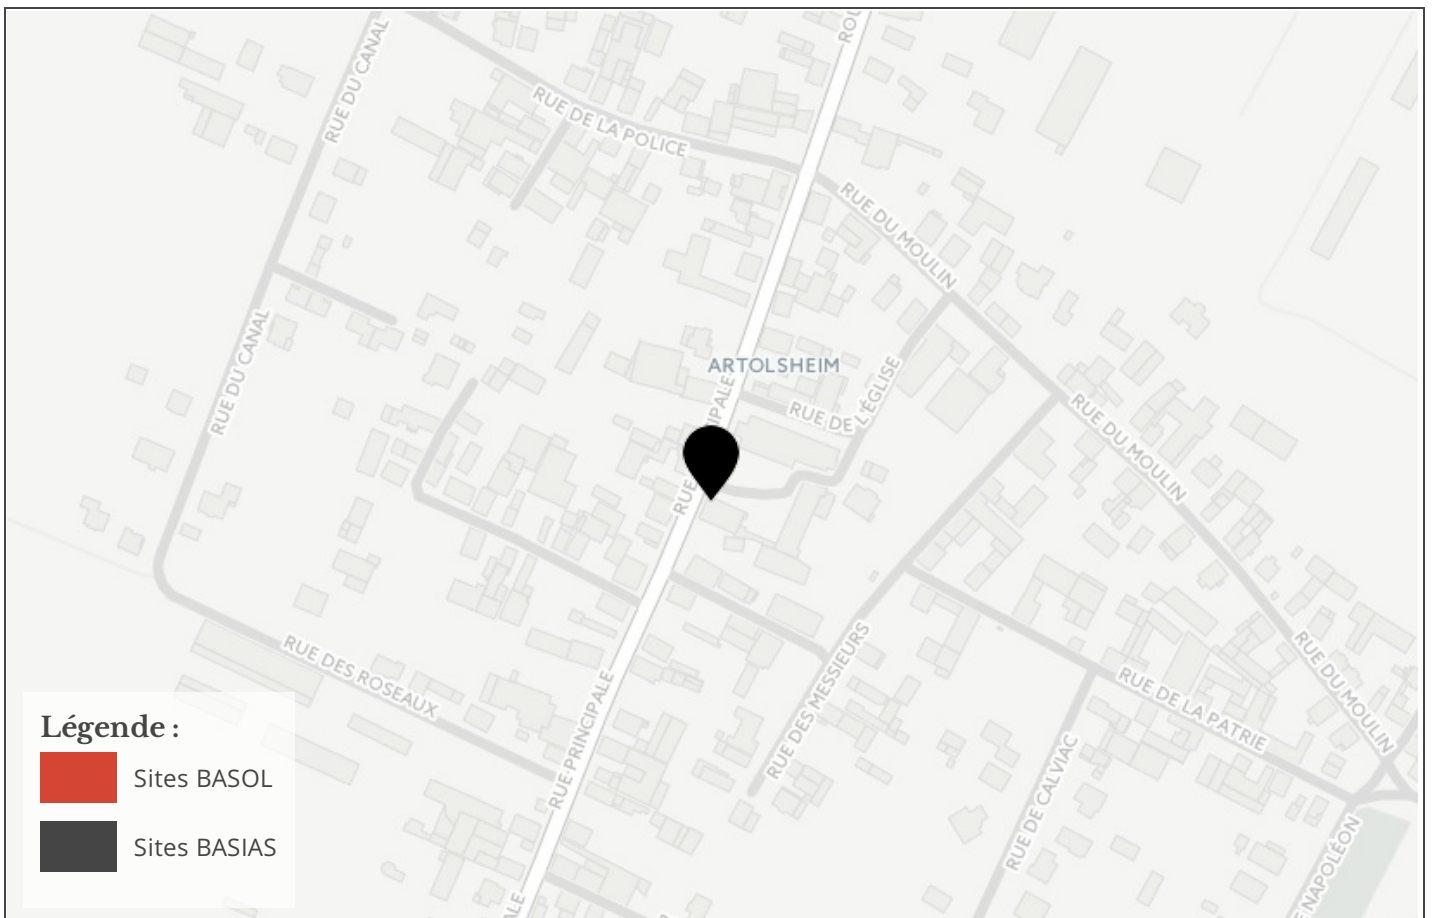 RUE DU CANAL
ROU
RUE DE LA POLICE
RUE DU MOULIN
RUE DU CANAL
ARTOLSHEIM
RUE DE L'ÉGLISE
RUE
IPALE
RUE DU MOULIN
RUE DES MESSIEURS
RUE DES ROSEAUX
RUE PRINCIPALE
RUE DU MOULIN
RUE DE LA PATRIE
RUE DE CALVIAC
NAPOLÉON
ALE
Légende :
Sites BASOL
Sites BASIAS